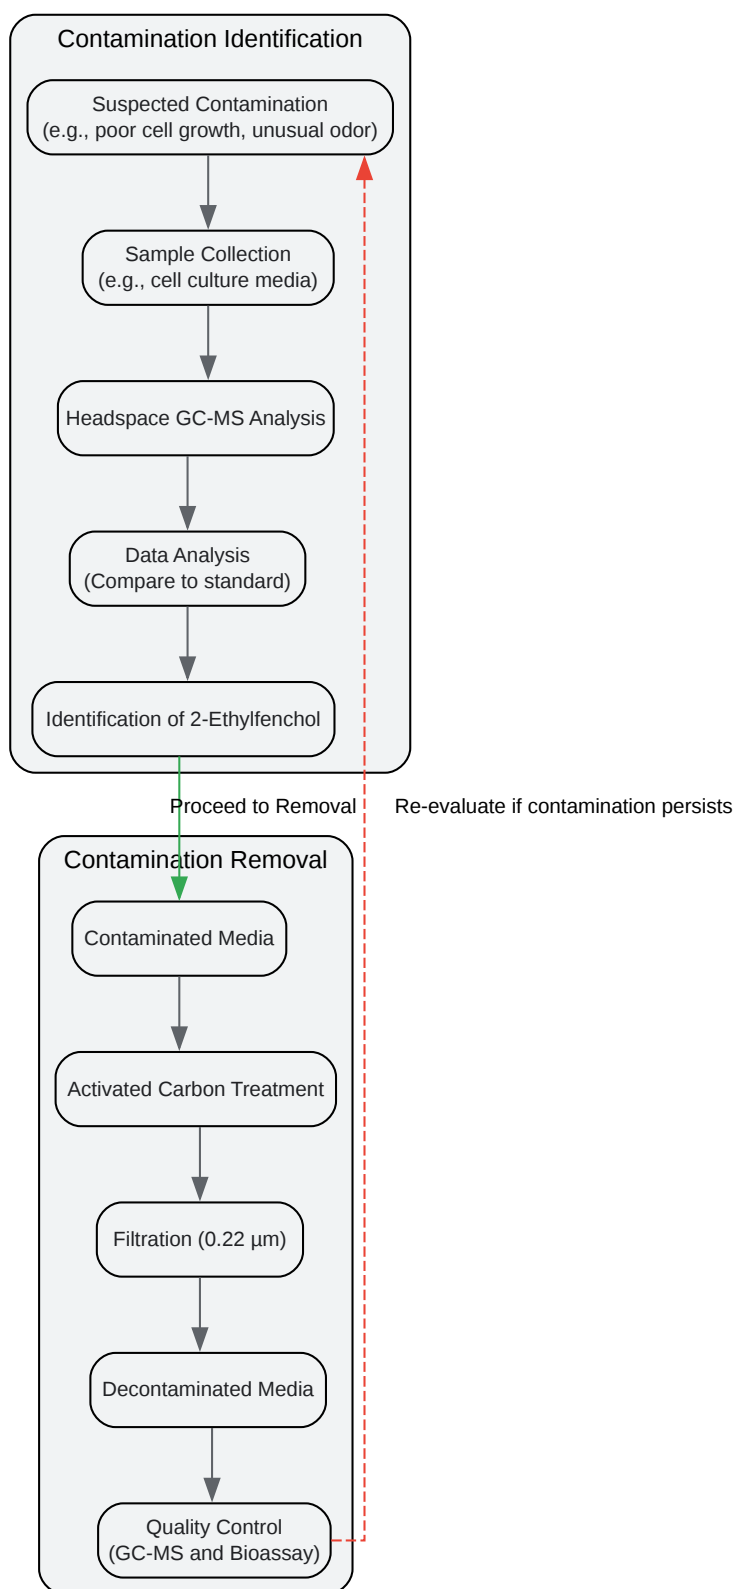 Contamination Identification
Suspected Contamination
(e.g., poor cell growth, unusual odor)
Sample Collection
(e.g., cell culture media)
Headspace GC-MS Analysis
Data Analysis
(Compare to standard)
Identification of 2-Ethylfenchol
Proceed to Removal
Re-evaluate if contamination persists
Contamination Removal
Contaminated Media
Activated Carbon Treatment
Filtration (0.22 µm)
Decontaminated Media
Quality Control
(GC-MS and Bioassay)